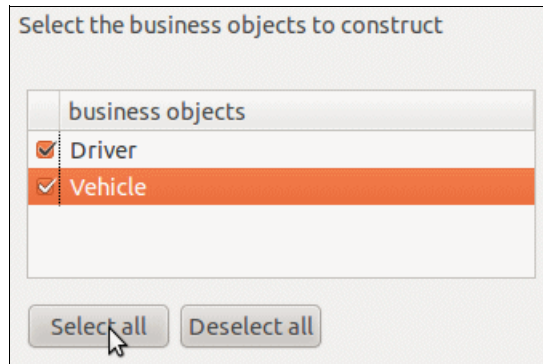 Select the business objects to construct
business objects
Driver
Vehicle
Select all
Deselect all